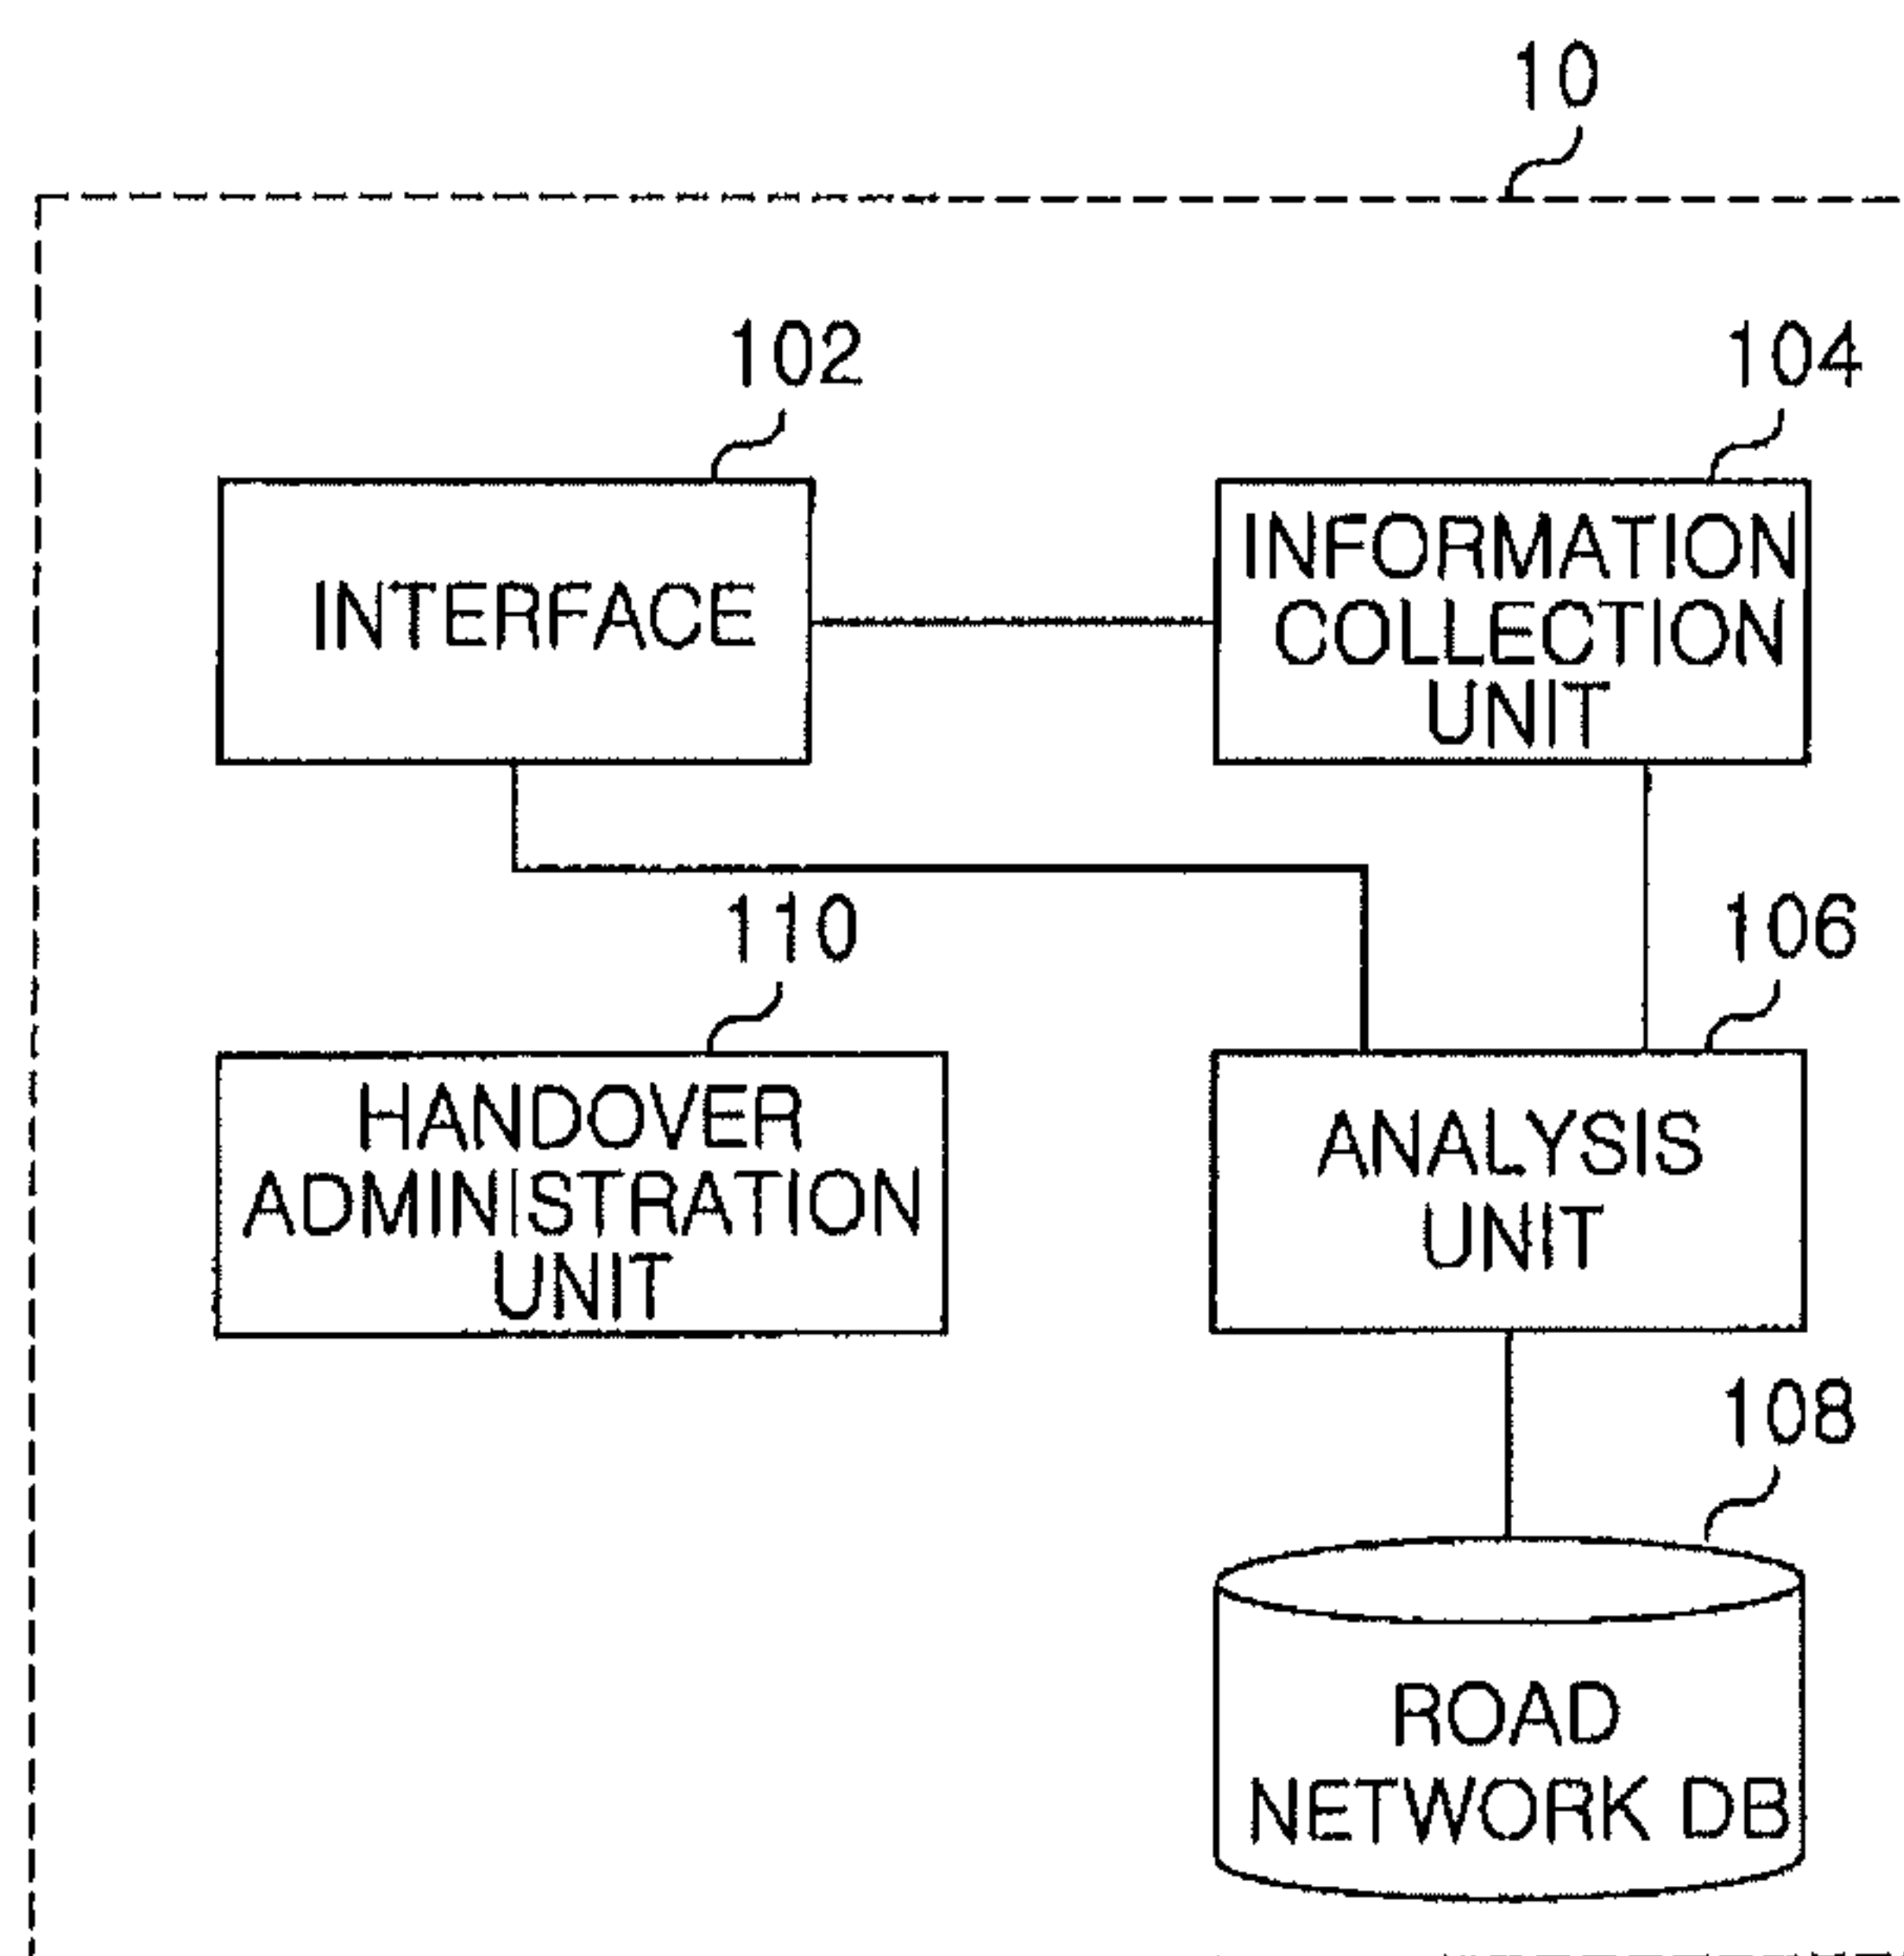 10
102
104
INTERFACE
INFORMATION
COLLECTION
UNIT
110
106
HANDOVER
ADMINISTRATION
UNIT
ANALYSIS
UNIT
108
ROAD
NETWORK DB